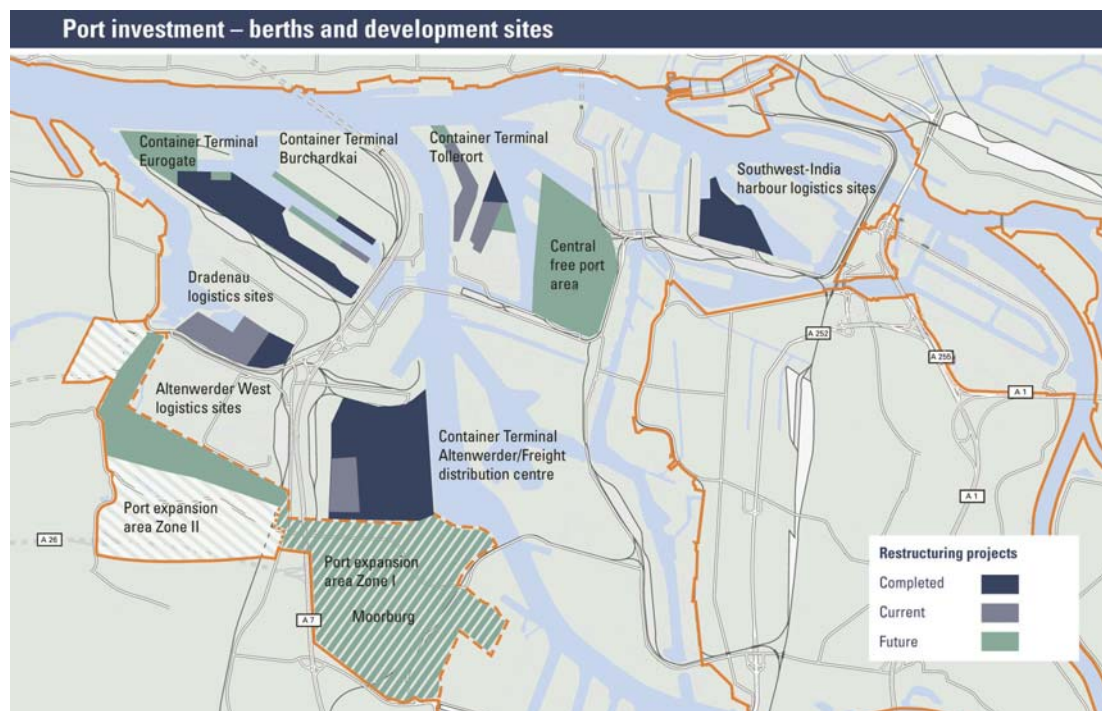 Port investment – berths and development sites
Container Terminal
Eurogate
Container Terminal
Burchardkai
Container Terminal
Tollerort
Southwest-India
harbour logistics sites
Central
free port
area
Dradenau
logistics sites
A 252
A 255
A 1
Altenwerder West
logistics sites
Container Terminal
Altenwerder/Freight
distribution centre
A 1
Port expansion
area Zone II
A 26
Port expansion
area Zone I
Moorburg
A 7
Restructuring projects
Completed
Current
Future